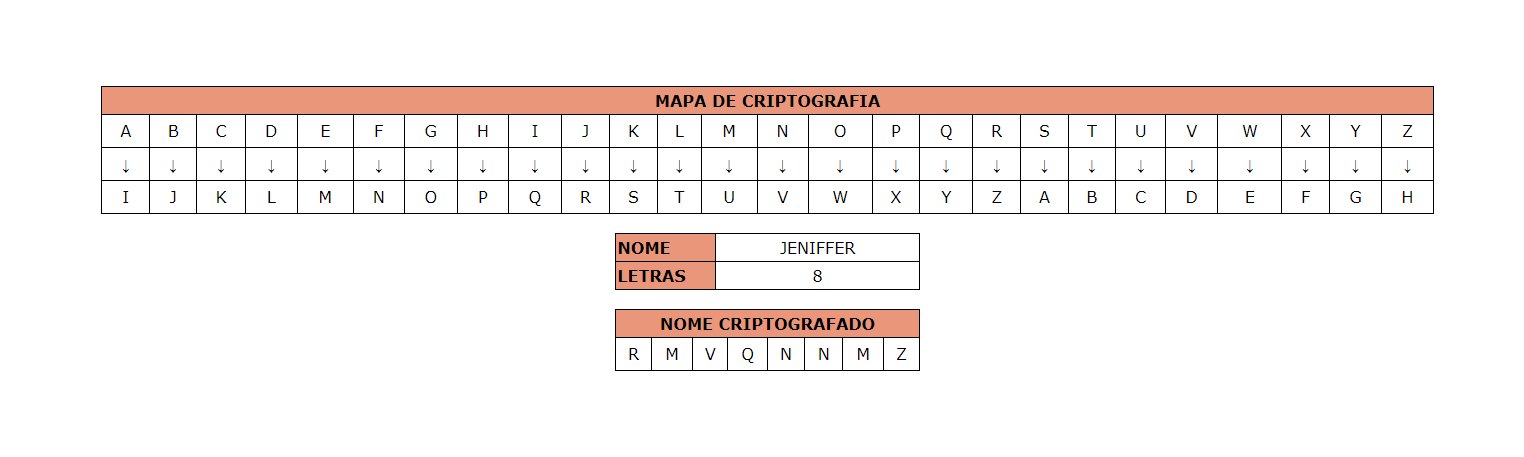 MAPA DE CRIPTOGRAFIA
A B C D E F G H I J K L M N O P Q R S T U V W X Y Z
↓ ↓ ↓ ↓ ↓ ↓ ↓ ↓ ↓ ↓ ↓ ↓ ↓ ↓ ↓ ↓ ↓ ↓ ↓ ↓ ↓ ↓ ↓ ↓ ↓ ↓
I J K L M N O P Q R S T U V W X Y Z A B C D E F G H
NOME JENIFFER
LETRAS 8
NOME CRIPTOGRAFADO
R M V Q N N M Z